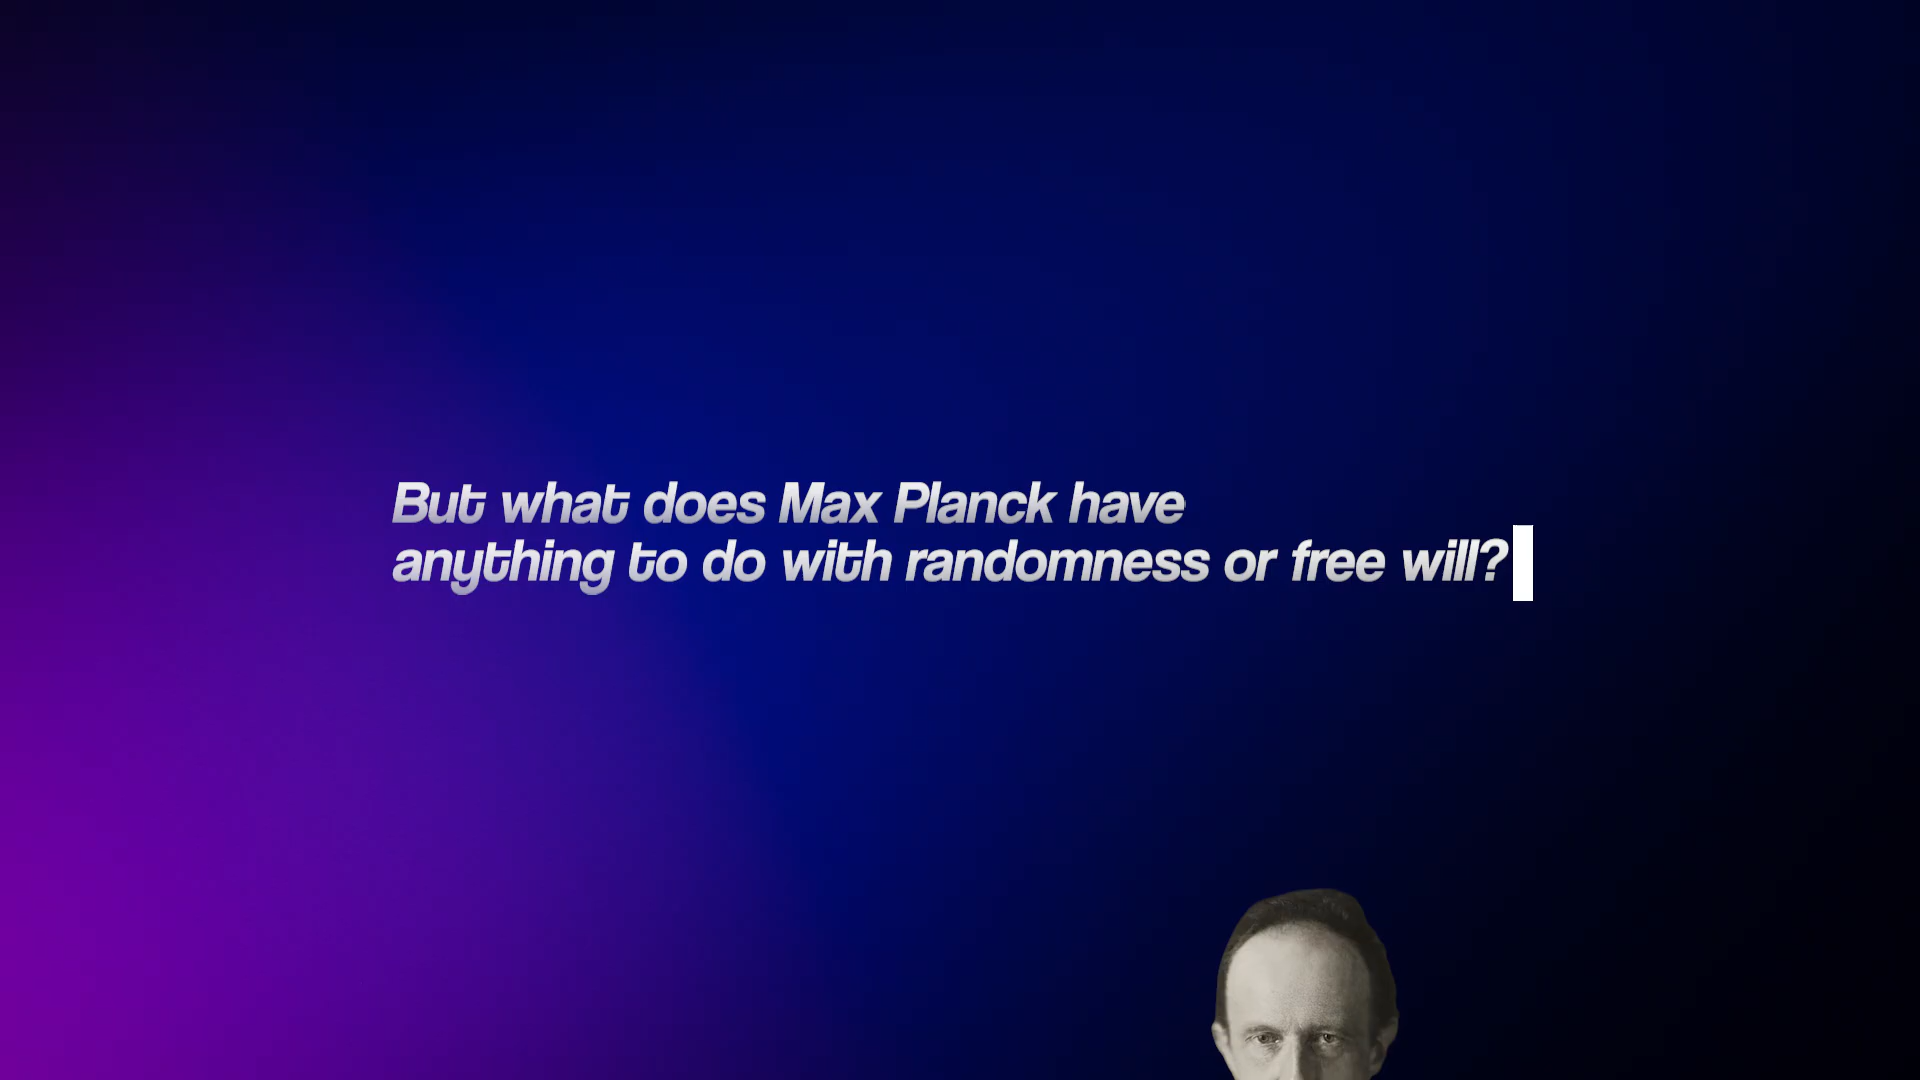 But what does Max Planck have
anything to do with randomness or free will?